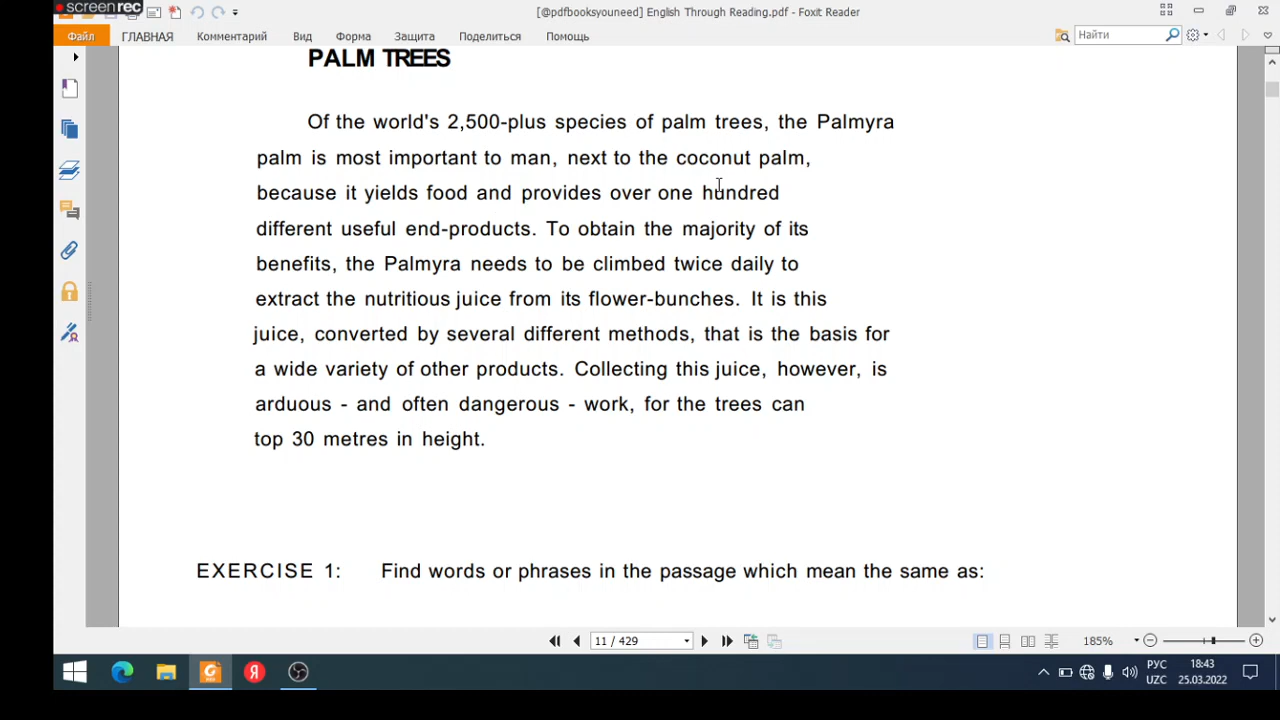 screenrec
[@pdfbooksyouneed] English Through Reading.pdf - Foxit Reader
Файл ГЛАВНАЯ Комментарий Вид Форма Защита Поделиться Помощь Найти
PALM TREES
Of the world's 2,500-plus species of palm trees, the Palmyra
palm is most important to man, next to the coconut palm,
because it yields food and provides over one hundred
different useful end-products. To obtain the majority of its
benefits, the Palmyra needs to be climbed twice daily to
extract the nutritious juice from its flower-bunches. It is this
juice, converted by several different methods, that is the basis for
a wide variety of other products. Collecting this juice, however, is
arduous - and often dangerous - work, for the trees can
top 30 metres in height.
EXERCISE 1: Find words or phrases in the passage which mean the same as:
11 / 429 185%
РУС 18:43
UZC 25.03.2022